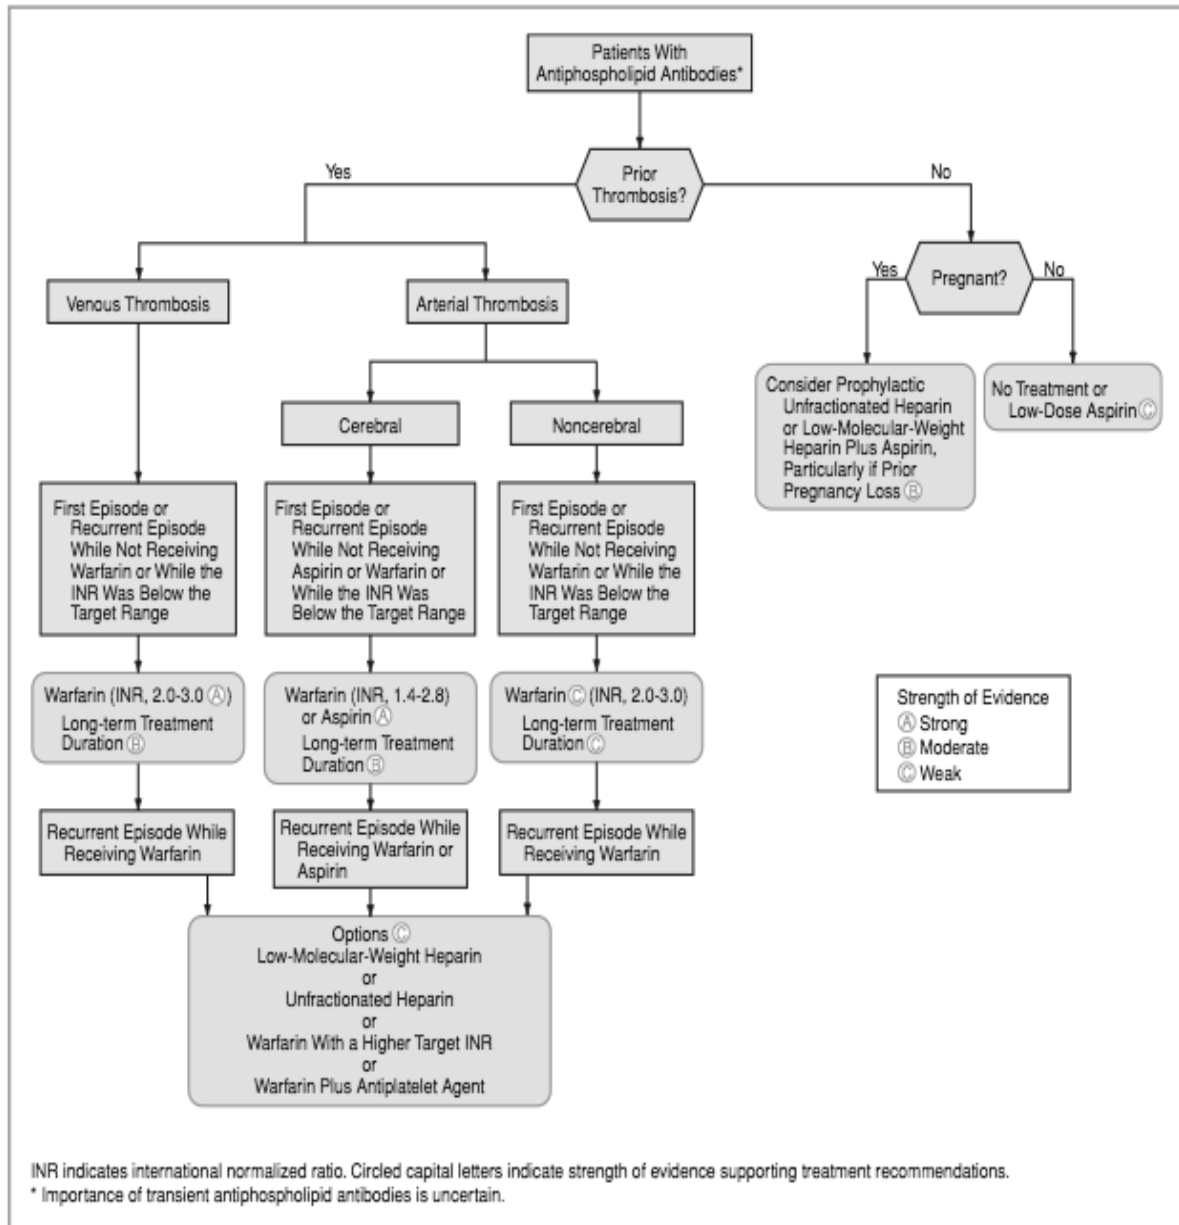 Patients With
Antiphospholipid Antibodies*
Prior
Thrombosis?
Yes
No
Pregnant?
Yes
No
Venous Thrombosis
Arterial Thrombosis
Cerebral
Noncerebral
Consider Prophylactic
Unfractionated Heparin
or Low-Molecular-Weight
Heparin Plus Aspirin,
Particularly if Prior
Pregnancy Loss Ⓑ
No Treatment or
Low-Dose Aspirin Ⓒ
First Episode or
Recurrent Episode
While Not Receiving
Warfarin or While the
INR Was Below the
Target Range
First Episode or
Recurrent Episode
While Not Receiving
Aspirin or Warfarin or
While the INR Was
Below the Target Range
First Episode or
Recurrent Episode
While Not Receiving
Warfarin or While the
INR Was Below the
Target Range
Warfarin (INR, 2.0-3.0 Ⓐ)
Long-term Treatment
Duration Ⓑ
Warfarin (INR, 1.4-2.8)
or Aspirin Ⓐ
Long-term Treatment
Duration Ⓑ
Warfarin Ⓒ (INR, 2.0-3.0)
Long-term Treatment
Duration Ⓒ
Strength of Evidence
Ⓐ Strong
Ⓑ Moderate
Ⓒ Weak
Recurrent Episode While
Receiving Warfarin
Recurrent Episode While
Receiving Warfarin or
Aspirin
Recurrent Episode While
Receiving Warfarin
Options Ⓒ
Low-Molecular-Weight Heparin
or
Unfractionated Heparin
or
Warfarin With a Higher Target INR
or
Warfarin Plus Antiplatelet Agent
INR indicates international normalized ratio. Circled capital letters indicate strength of evidence supporting treatment recommendations.
* Importance of transient antiphospholipid antibodies is uncertain.